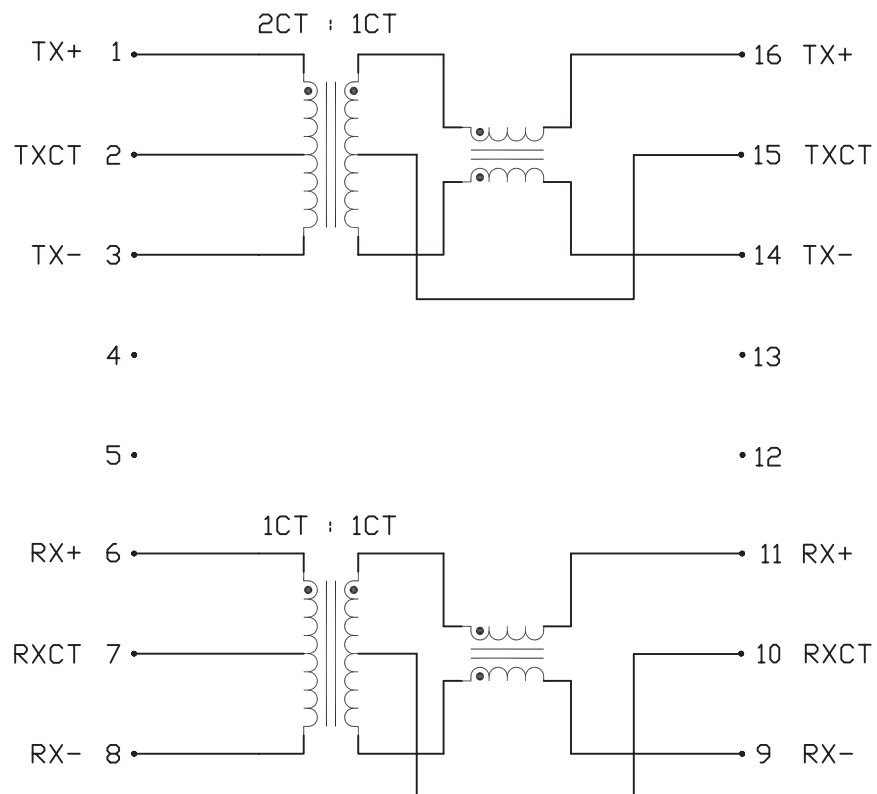 2CT : 1CT
TX+ 1 16 TX+
TXCT 2 15 TXCT
TX- 3 14 TX-
4 13
5 12
1CT : 1CT
RX+ 6 11 RX+
RXCT 7 10 RXCT
RX- 8 9 RX-